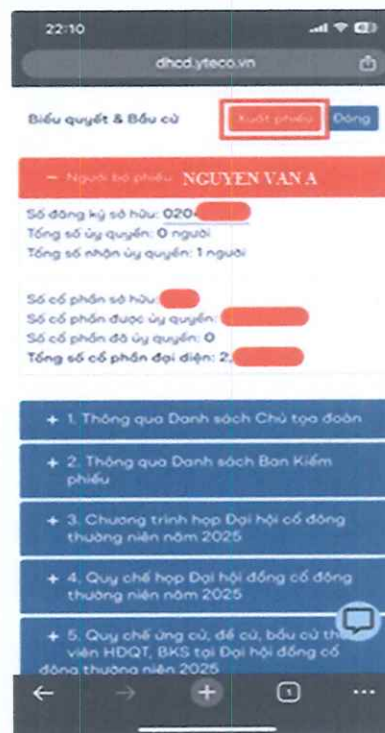 22:10
dhcd.yteco.vn
Biểu quyết & Bầu cử
Xuất phiếu
Đóng
− Người bỏ phiếu NGUYEN VAN A
Số đăng ký sở hữu: 020
Tổng số ủy quyền: 0 người
Tổng số nhận ủy quyền: 1 người
Số cổ phần sở hữu:
Số cổ phần được ủy quyền:
Số cổ phần đã ủy quyền: 0
Tổng số cổ phần đại diện: 2,
+ 1. Thông qua Danh sách Chủ tọa đoàn
+ 2. Thông qua Danh sách Ban Kiểm
phiếu
+ 3. Chương trình họp Đại hội cổ đông
thường niên năm 2025
+ 4. Quy chế họp Đại hội đồng cổ đông
thường niên năm 2025
+ 5. Quy chế ứng cử, đề cử, bầu cử
viên HĐQT, BKS tại Đại hội đồng cổ
đông thường niên 2025
1